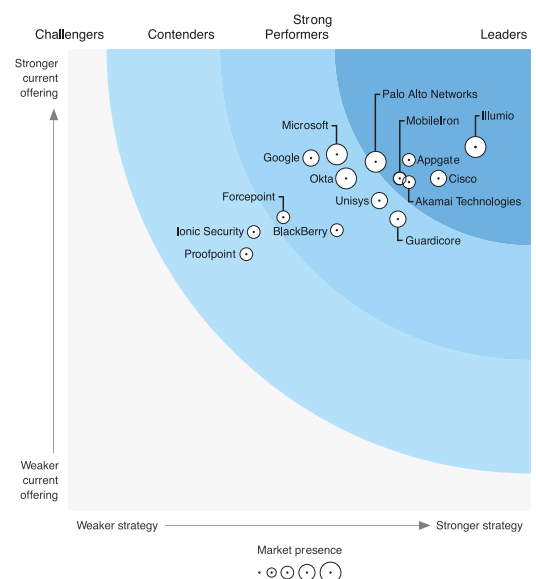 Challengers
Contenders
Strong
Performers
Leaders
Stronger
current
offering
Palo Alto Networks
Illumio
MobileIron
Microsoft
Google
Appgate
Okta
Cisco
Forcepoint
Unisys
Akamai Technologies
Ionic Security
BlackBerry
Guardicore
Proofpoint
Weaker
current
offering
Weaker strategy
Stronger strategy
Market presence